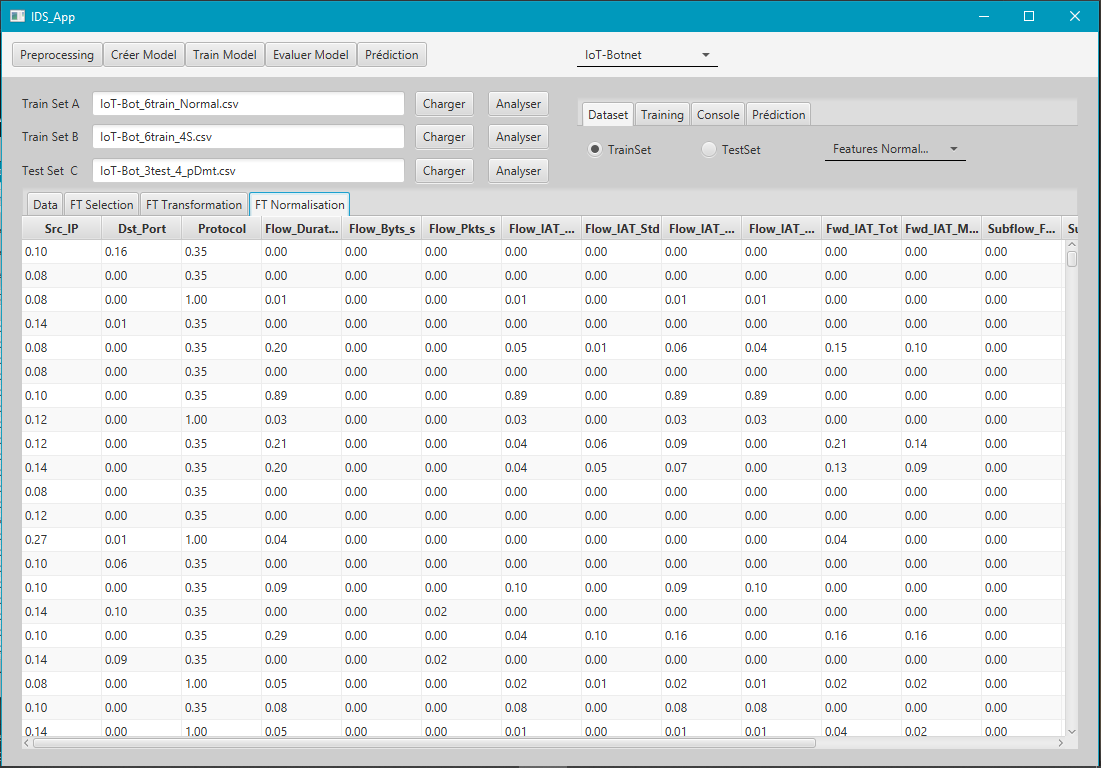 IDS_App
Preprocessing Créer Model Train Model Evaluer Model Prédiction IoT-Botnet
Train Set A IoT-Bot_6train_Normal.csv Charger Analyser
Train Set B IoT-Bot_6train_4S.csv Charger Analyser
Test Set C IoT-Bot_3test_4_pDmt.csv Charger Analyser
Dataset Training Console Prédiction
TrainSet TestSet Features Normal...
Data FT Selection FT Transformation FT Normalisation
Src_IP Dst_Port Protocol Flow_Durat... Flow_Byts_s Flow_Pkts_s Flow_IAT_... Flow_IAT_Std Flow_IAT_... Flow_IAT_... Fwd_IAT_Tot Fwd_IAT_M... Subflow_F... Su
0.10 0.16 0.35 0.00 0.00 0.00 0.00 0.00 0.00 0.00 0.00 0.00 0.00
0.08 0.00 0.35 0.00 0.00 0.00 0.00 0.00 0.00 0.00 0.00 0.00 0.00
0.08 0.00 1.00 0.01 0.00 0.00 0.01 0.00 0.01 0.01 0.00 0.00 0.00
0.14 0.01 0.35 0.00 0.00 0.00 0.00 0.00 0.00 0.00 0.00 0.00 0.00
0.08 0.00 0.35 0.20 0.00 0.00 0.05 0.01 0.06 0.04 0.15 0.10 0.00
0.08 0.00 0.35 0.00 0.00 0.00 0.00 0.00 0.00 0.00 0.00 0.00 0.00
0.10 0.00 0.35 0.89 0.00 0.00 0.89 0.00 0.89 0.89 0.00 0.00 0.00
0.12 0.00 1.00 0.03 0.00 0.00 0.03 0.00 0.03 0.03 0.00 0.00 0.00
0.12 0.00 0.35 0.21 0.00 0.00 0.04 0.06 0.09 0.00 0.21 0.14 0.00
0.14 0.00 0.35 0.20 0.00 0.00 0.04 0.05 0.07 0.00 0.13 0.09 0.00
0.08 0.00 0.35 0.00 0.00 0.00 0.00 0.00 0.00 0.00 0.00 0.00 0.00
0.12 0.00 0.35 0.00 0.00 0.00 0.00 0.00 0.00 0.00 0.00 0.00 0.00
0.27 0.01 1.00 0.04 0.00 0.00 0.00 0.00 0.00 0.00 0.04 0.00 0.00
0.10 0.06 0.35 0.00 0.00 0.00 0.00 0.00 0.00 0.00 0.00 0.00 0.00
0.10 0.00 0.35 0.09 0.00 0.00 0.10 0.00 0.09 0.10 0.00 0.00 0.00
0.14 0.10 0.35 0.00 0.00 0.02 0.00 0.00 0.00 0.00 0.00 0.00 0.00
0.10 0.00 0.35 0.29 0.00 0.00 0.04 0.10 0.16 0.00 0.16 0.16 0.00
0.14 0.09 0.35 0.00 0.00 0.02 0.00 0.00 0.00 0.00 0.00 0.00 0.00
0.08 0.00 1.00 0.05 0.00 0.00 0.02 0.01 0.02 0.01 0.02 0.02 0.00
0.10 0.00 0.35 0.08 0.00 0.00 0.08 0.00 0.08 0.08 0.00 0.00 0.00
0.14 0.00 1.00 0.05 0.00 0.00 0.01 0.00 0.01 0.01 0.04 0.02 0.00